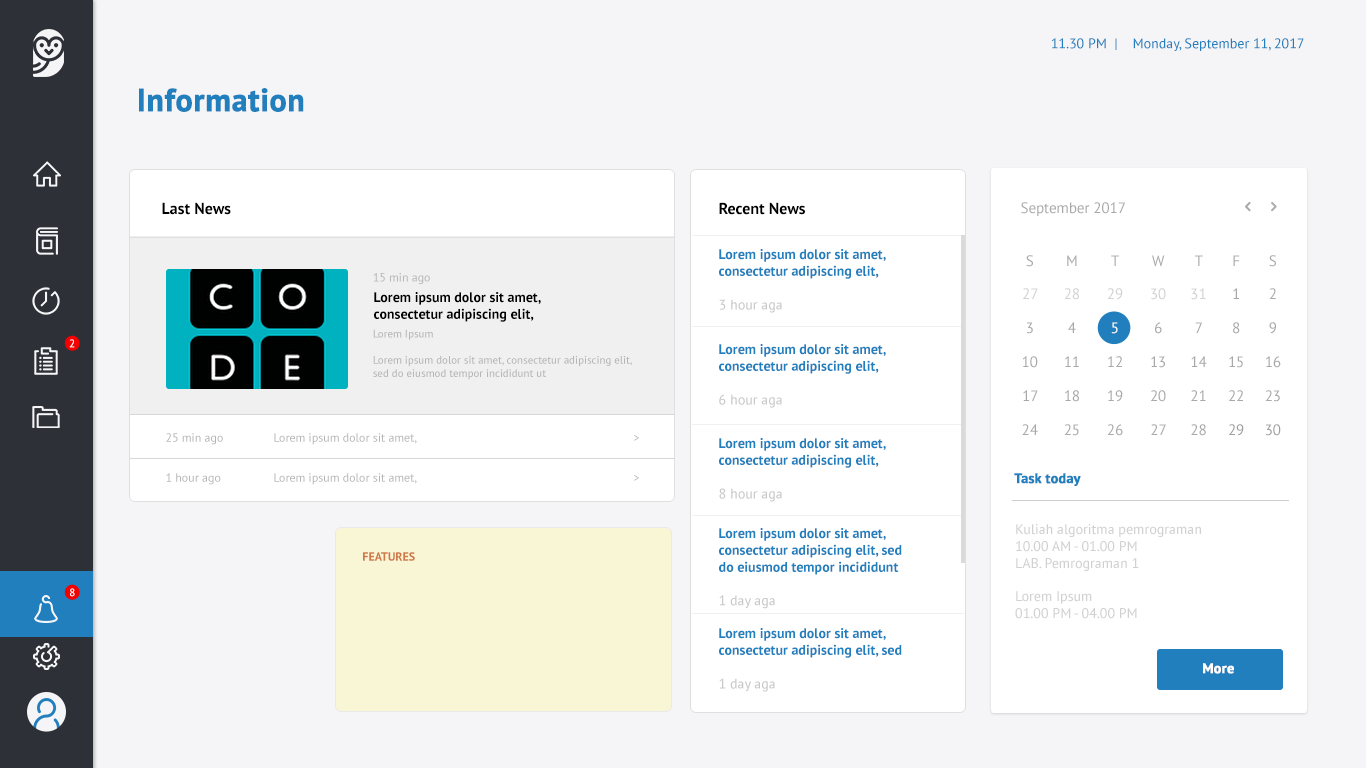 11.30 PM | Monday, September 11, 2017
Information
Last News
C O
D E
15 min ago
Lorem ipsum dolor sit amet,
consectetur adipiscing elit,
Lorem Ipsum
Lorem ipsum dolor sit amet, consectetur adipiscing elit,
sed do eiusmod tempor incididunt ut
25 min ago Lorem ipsum dolor sit amet, >
1 hour ago Lorem ipsum dolor sit amet, >
FEATURES
Recent News
Lorem ipsum dolor sit amet,
consectetur adipiscing elit,
3 hour aga
Lorem ipsum dolor sit amet,
consectetur adipiscing elit,
6 hour aga
Lorem ipsum dolor sit amet,
consectetur adipiscing elit,
8 hour aga
Lorem ipsum dolor sit amet,
consectetur adipiscing elit, sed
do eiusmod tempor incididunt
1 day aga
Lorem ipsum dolor sit amet,
consectetur adipiscing elit, sed
1 day aga
September 2017
S M T W T F S
27 28 29 30 31 1 2
3 4 5 6 7 8 9
10 11 12 13 14 15 16
17 18 19 20 21 22 23
24 25 26 27 28 29 30
Task today
Kuliah algoritma pemrograman
10.00 AM - 01.00 PM
LAB. Pemrograman 1
Lorem Ipsum
01.00 PM - 04.00 PM
More
2
8